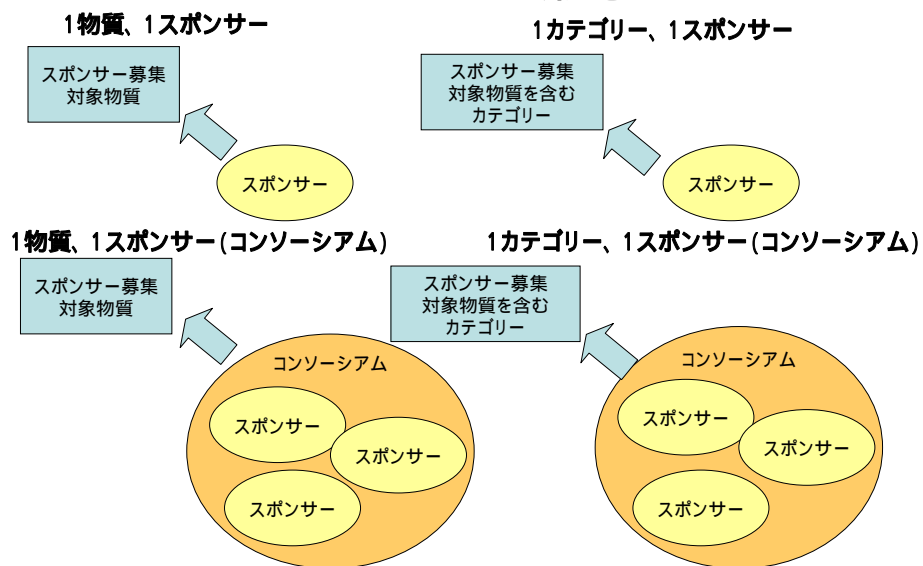 1物質、1スポンサー
スポンサー募集
対象物質
スポンサー
1カテゴリー、1スポンサー
スポンサー募集
対象物質を含む
カテゴリー
スポンサー
1物質、1スポンサー(コンソーシアム)
スポンサー募集
対象物質
コンソーシアム
スポンサー
スポンサー
スポンサー
1カテゴリー、1スポンサー(コンソーシアム)
スポンサー募集
対象物質を含む
カテゴリー
コンソーシアム
スポンサー
スポンサー
スポンサー